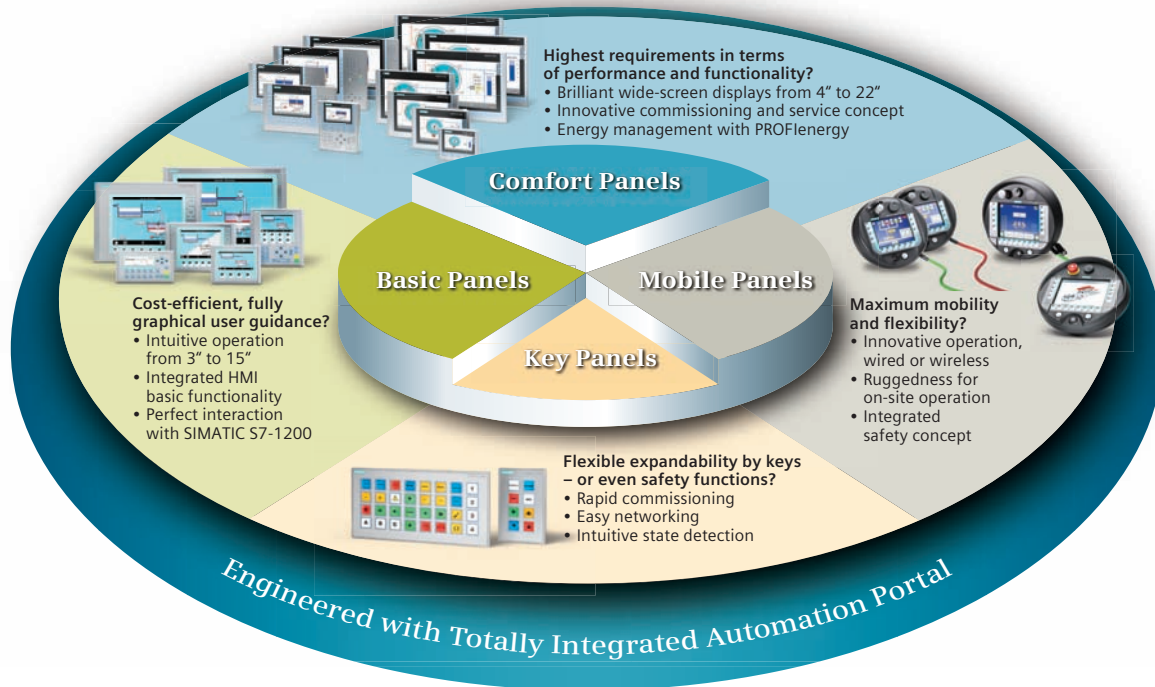 Highest requirements in terms
of performance and functionality?
• Brilliant wide-screen displays from 4“ to 22“
• Innovative commissioning and service concept
• Energy management with PROFIenergy
Comfort Panels
Basic Panels
Mobile Panels
Key Panels
Cost-efficient, fully
graphical user guidance?
• Intuitive operation
from 3“ to 15“
• Integrated HMI
basic functionality
• Perfect interaction
with SIMATIC S7-1200
Maximum mobility
and flexibility?
• Innovative operation,
wired or wireless
• Ruggedness for
on-site operation
• Integrated
safety concept
Flexible expandability by keys
– or even safety functions?
• Rapid commissioning
• Easy networking
• Intuitive state detection
Engineered with Totally Integrated Automation Portal